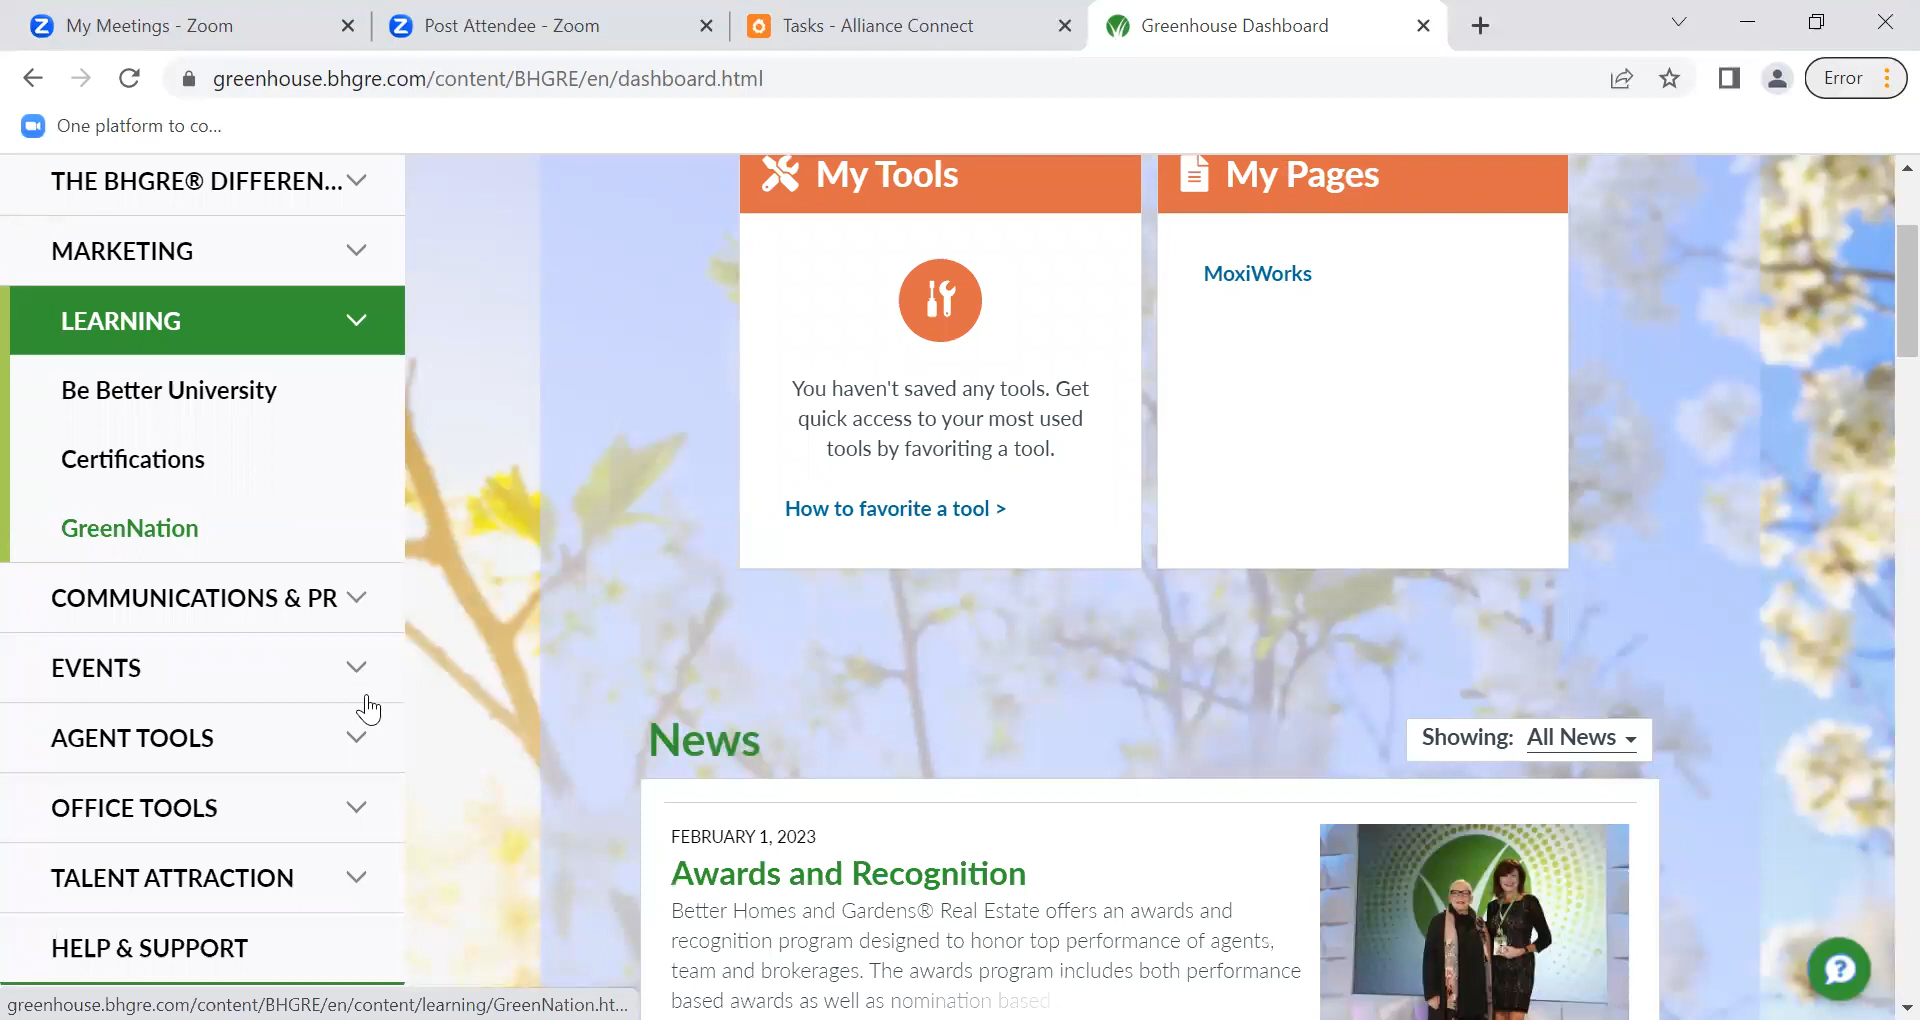 My Meetings - Zoom
Post Attendee - Zoom
Tasks - Alliance Connect
Greenhouse Dashboard
greenhouse.bhgre.com/content/BHGRE/en/dashboard.html
Error
One platform to co...
THE BHGRE® DIFFEREN...
MARKETING
LEARNING
Be Better University
Certifications
GreenNation
COMMUNICATIONS & PR
EVENTS
AGENT TOOLS
OFFICE TOOLS
TALENT ATTRACTION
HELP & SUPPORT
My Tools
You haven't saved any tools. Get
quick access to your most used
tools by favoriting a tool.
How to favorite a tool >
My Pages
MoxiWorks
News
Showing: All News
FEBRUARY 1, 2023
Awards and Recognition
Better Homes and Gardens® Real Estate offers an awards and
recognition program designed to honor top performance of agents,
team and brokerages. The awards program includes both performance
based awards as well as nomination based
greenhouse.bhgre.com/content/BHGRE/en/content/learning/GreenNation.ht...